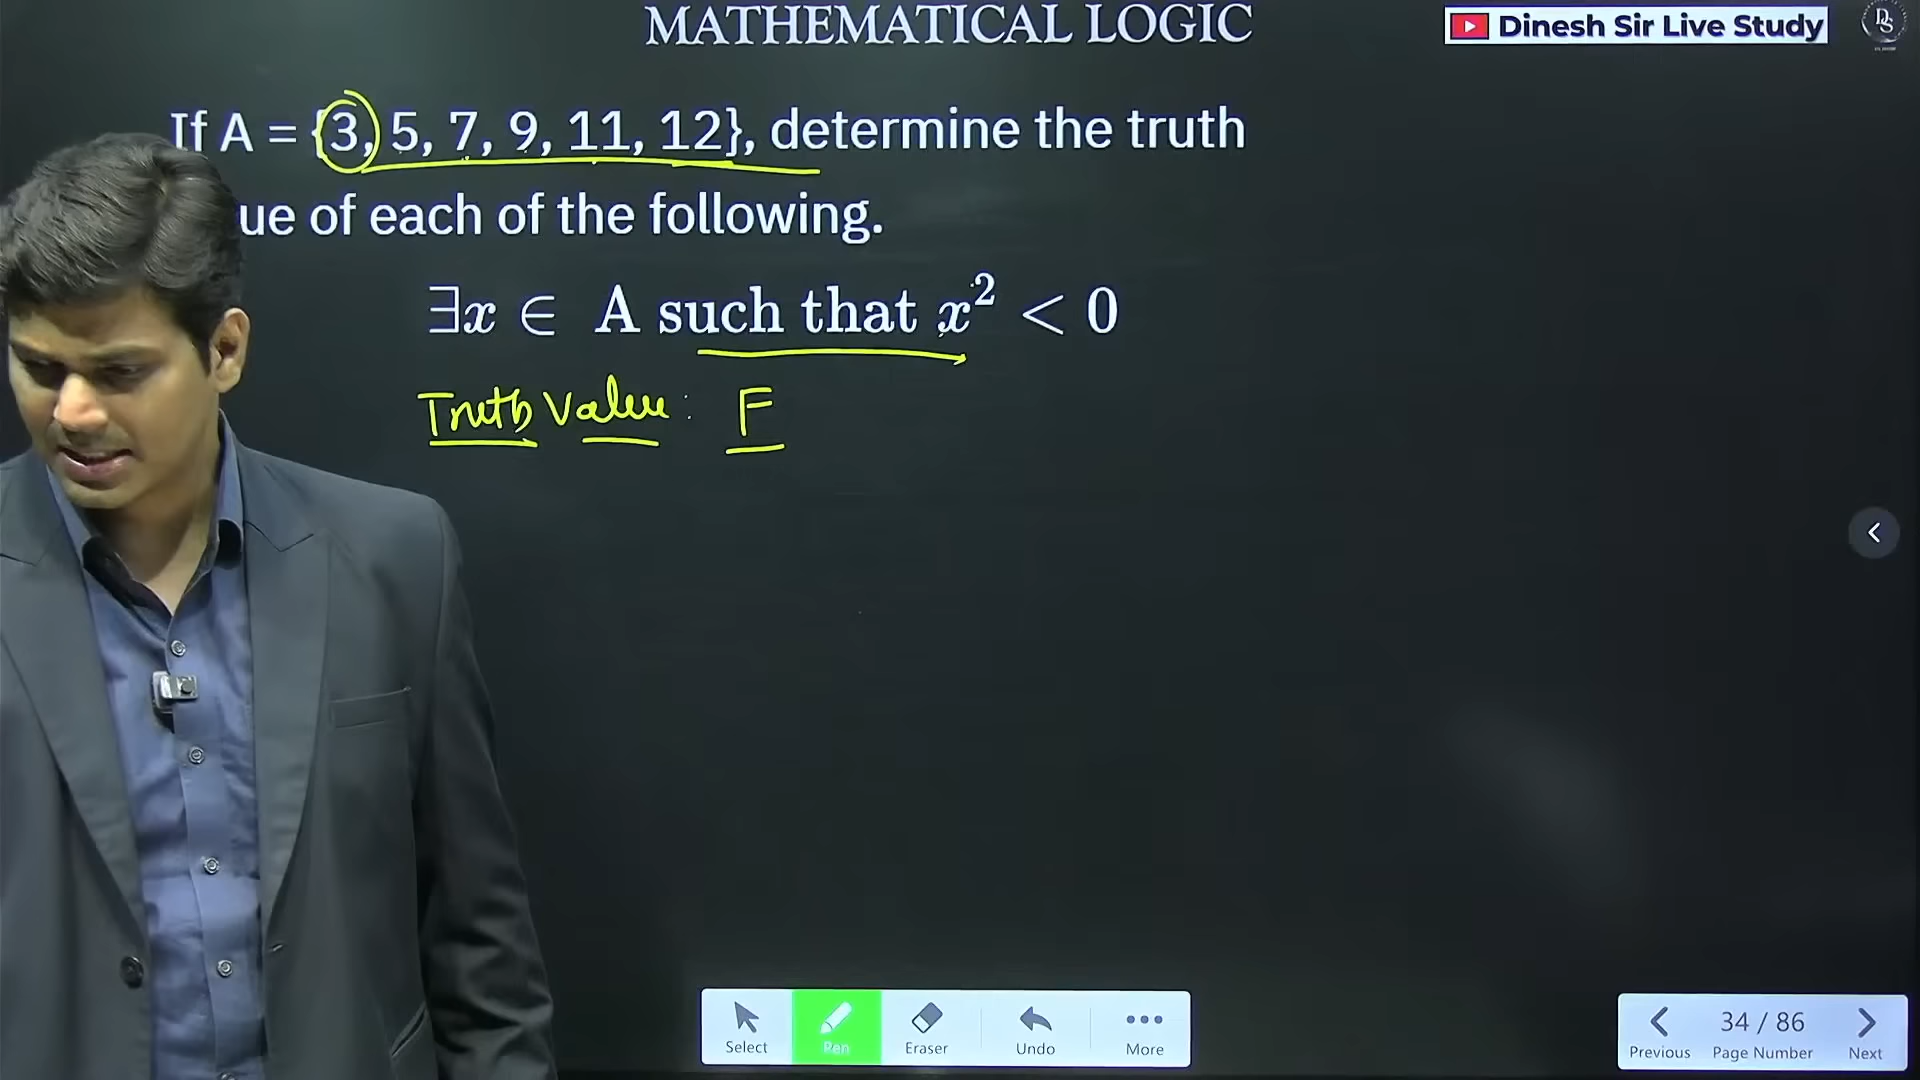 MATHEMATICAL LOGIC
Dinesh Sir Live Study
DS
If A = {3, 5, 7, 9, 11, 12}, determine the truth
ue of each of the following.
∃x ∈ A such that x² < 0
Truth Value: F
Select
Pen
Eraser
Undo
More
34 / 86
Previous
Page Number
Next